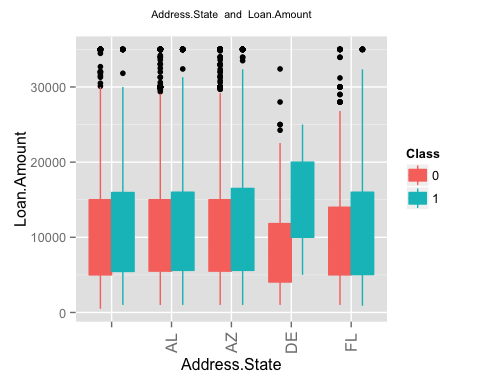 Address.State and Loan.Amount
Loan.Amount
30000
20000
10000
0
AL
AZ
DE
FL
Address.State
Class
0
1